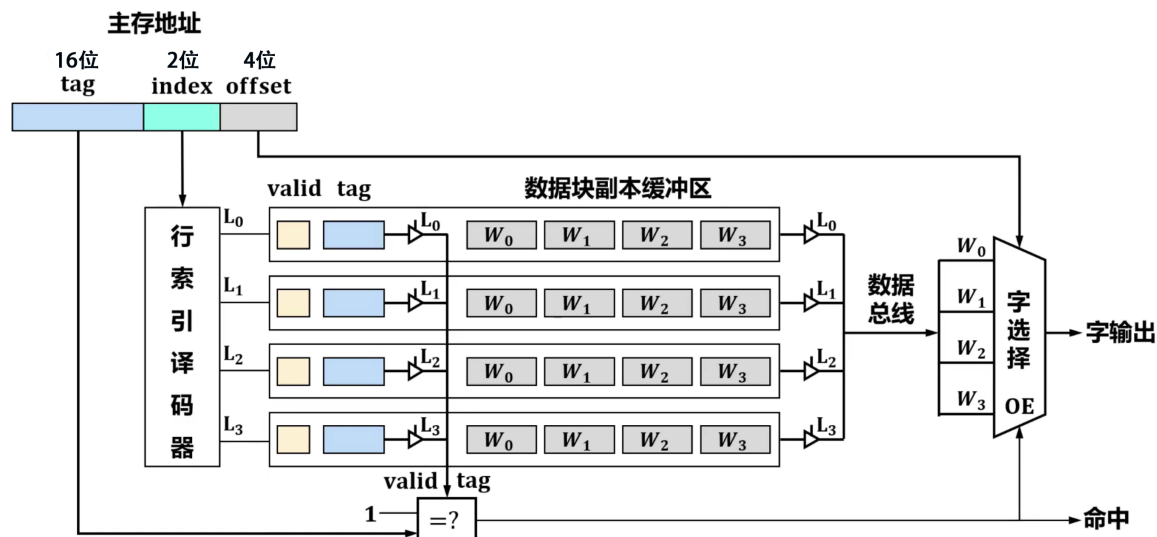 主存地址
16位 2位 4位
tag index offset
valid tag 数据块副本缓冲区
行索引译码器
L₀ L₀ W₀ W₁ W₂ W₃ L₀
L₁ L₁ W₀ W₁ W₂ W₃ L₁
L₂ L₂ W₀ W₁ W₂ W₃ L₂
L₃ L₃ W₀ W₁ W₂ W₃ L₃
数据
总线
W₀
W₁
W₂
W₃
字选择
OE
字输出
valid tag
1
=?
命中